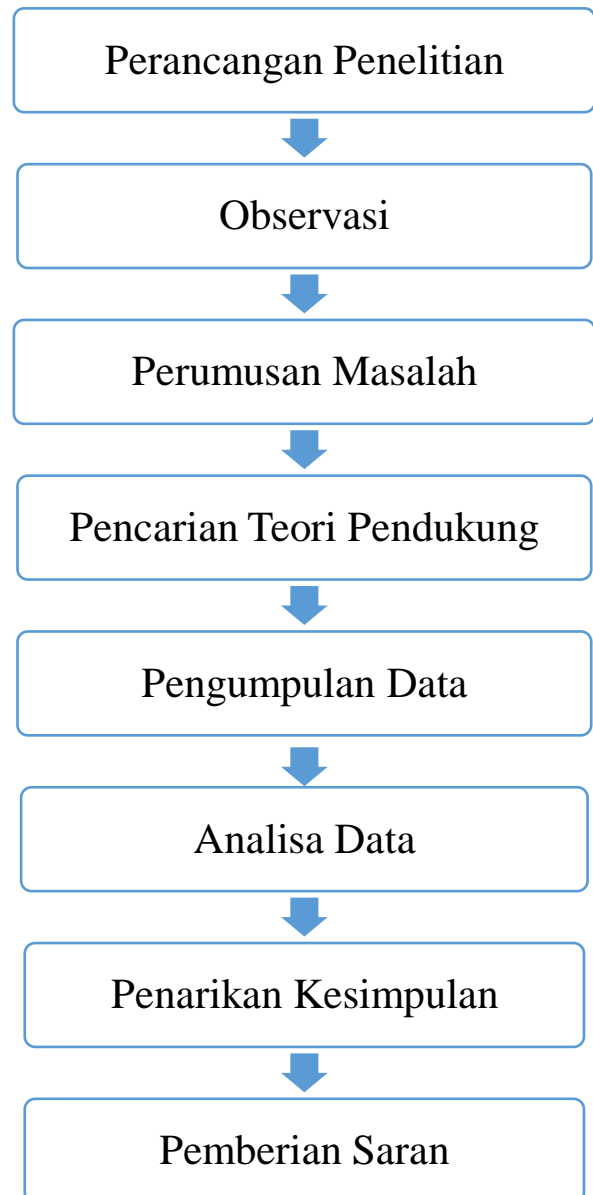 Perancangan Penelitian
Observasi
Perumusan Masalah
Pencarian Teori Pendukung
Pengumpulan Data
Analisa Data
Penarikan Kesimpulan
Pemberian Saran